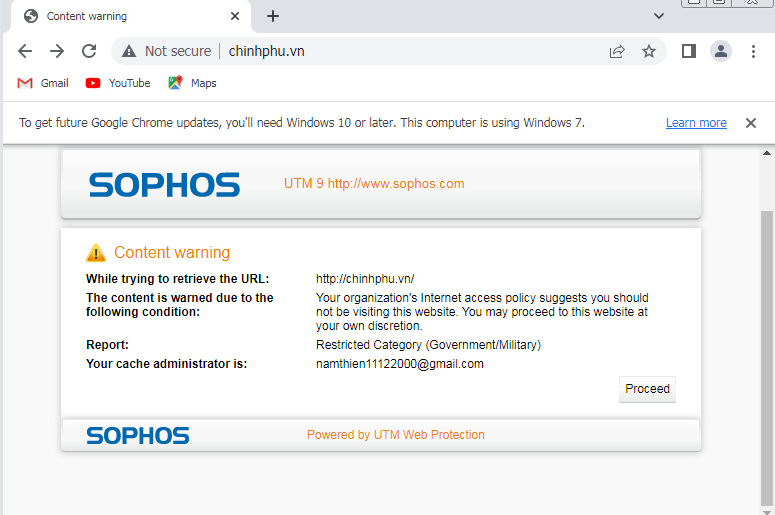 Content warning
Not secure
chinhphu.vn
Gmail
YouTube
Maps
To get future Google Chrome updates, you'll need Windows 10 or later. This computer is using Windows 7.
Learn more
SOPHOS
UTM 9 http://www.sophos.com
Content warning
While trying to retrieve the URL:
http://chinhphu.vn/
The content is warned due to the
following condition:
Your organization's Internet access policy suggests you should
not be visiting this website. You may proceed to this website at
your own discretion.
Report:
Restricted Category (Government/Military)
Your cache administrator is:
namthien11122000@gmail.com
Proceed
SOPHOS
Powered by UTM Web Protection